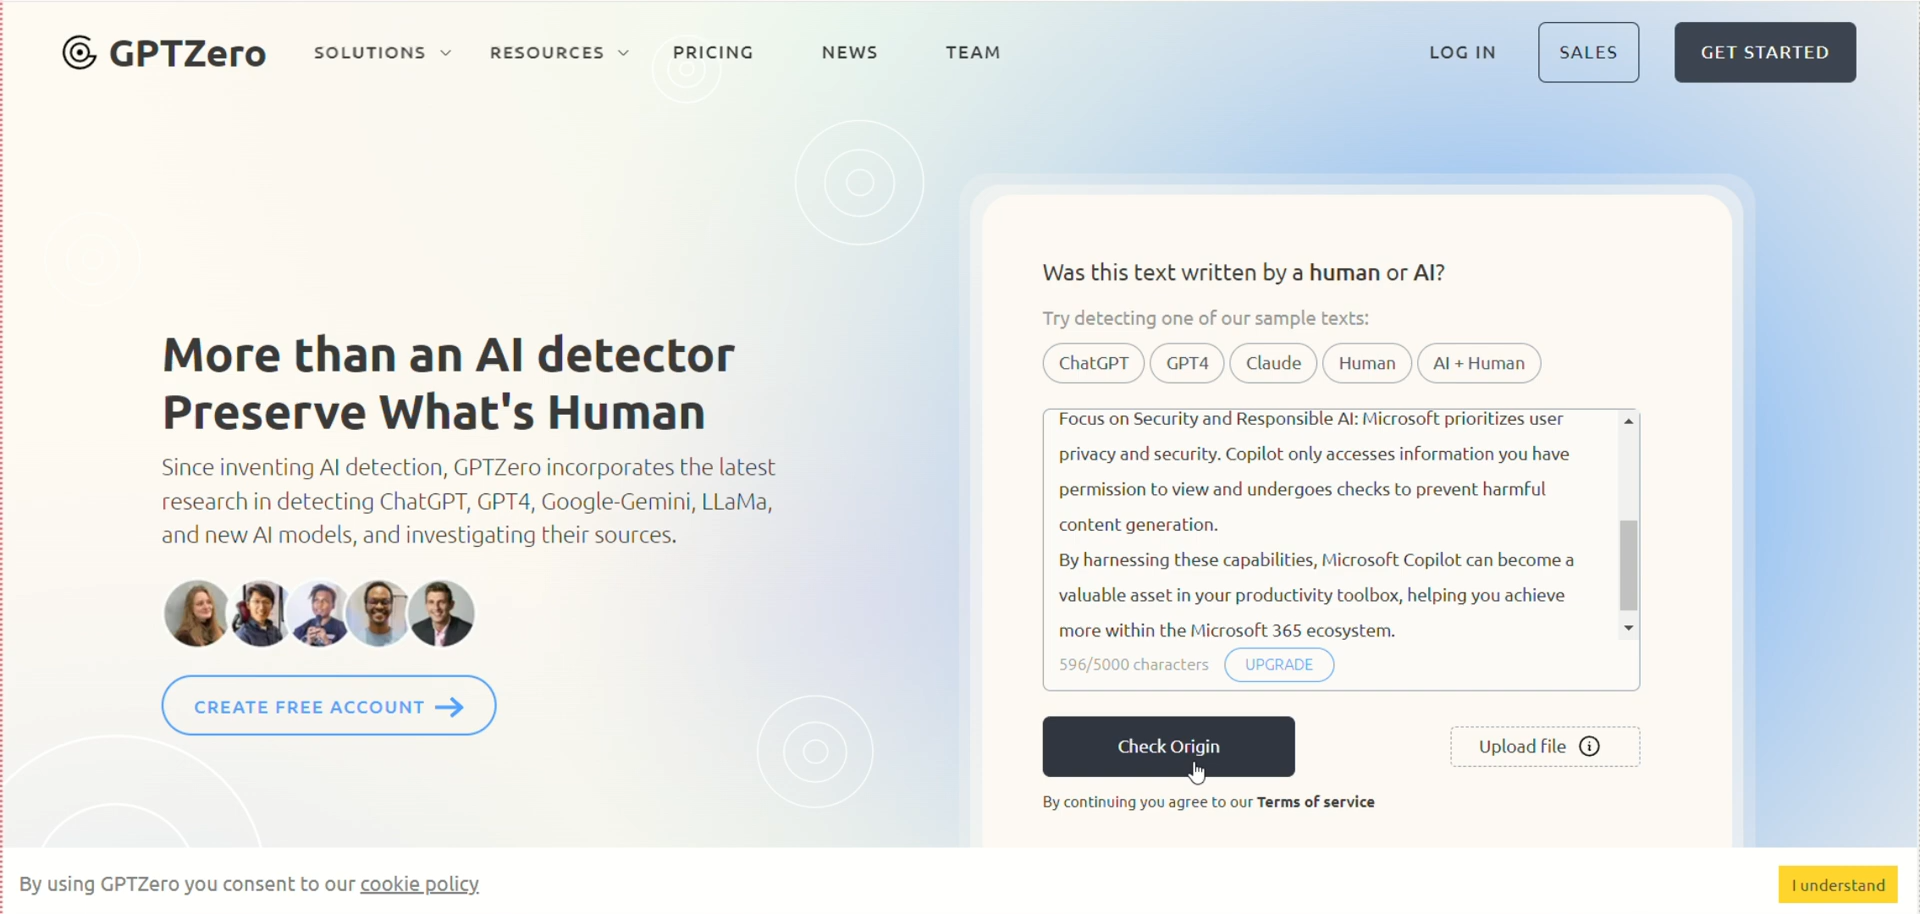 GPTZero
SOLUTIONS
RESOURCES
PRICING
NEWS
TEAM
LOG IN
SALES
GET STARTED
More than an AI detector
Preserve What's Human
Since inventing AI detection, GPTZero incorporates the latest
research in detecting ChatGPT, GPT4, Google-Gemini, LLaMa,
and new AI models, and investigating their sources.
CREATE FREE ACCOUNT
Was this text written by a human or AI?
Try detecting one of our sample texts:
ChatGPT
GPT4
Claude
Human
AI + Human
Focus on Security and Responsible AI: Microsoft prioritizes user
privacy and security. Copilot only accesses information you have
permission to view and undergoes checks to prevent harmful
content generation.
By harnessing these capabilities, Microsoft Copilot can become a
valuable asset in your productivity toolbox, helping you achieve
more within the Microsoft 365 ecosystem.
596/5000 characters
UPGRADE
Check Origin
Upload file
By continuing you agree to our Terms of service
By using GPTZero you consent to our cookie policy
I understand